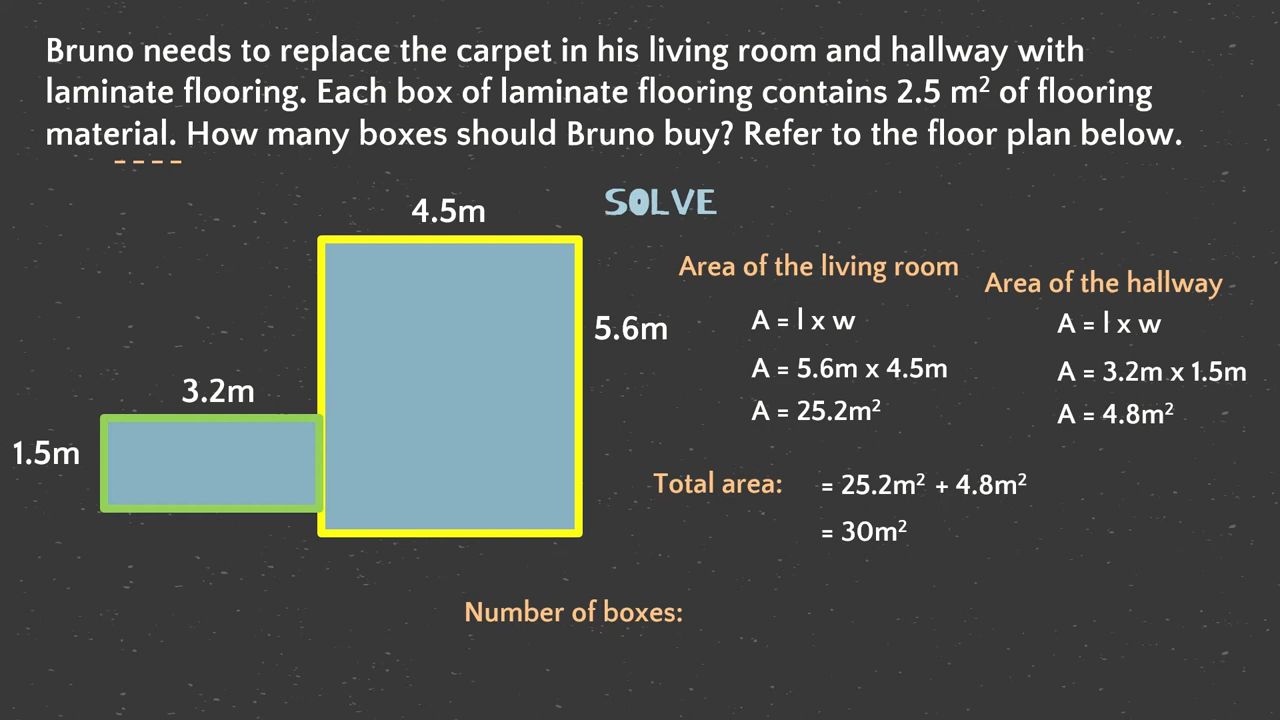 Bruno needs to replace the carpet in his living room and hallway with
laminate flooring. Each box of laminate flooring contains 2.5 m² of flooring
material. How many boxes should Bruno buy? Refer to the floor plan below.
SOLVE
4.5m
5.6m
3.2m
1.5m
Area of the living room
A = l x w
A = 5.6m x 4.5m
A = 25.2m²
Area of the hallway
A = l x w
A = 3.2m x 1.5m
A = 4.8m²
Total area: = 25.2m² + 4.8m²
= 30m²
Number of boxes: